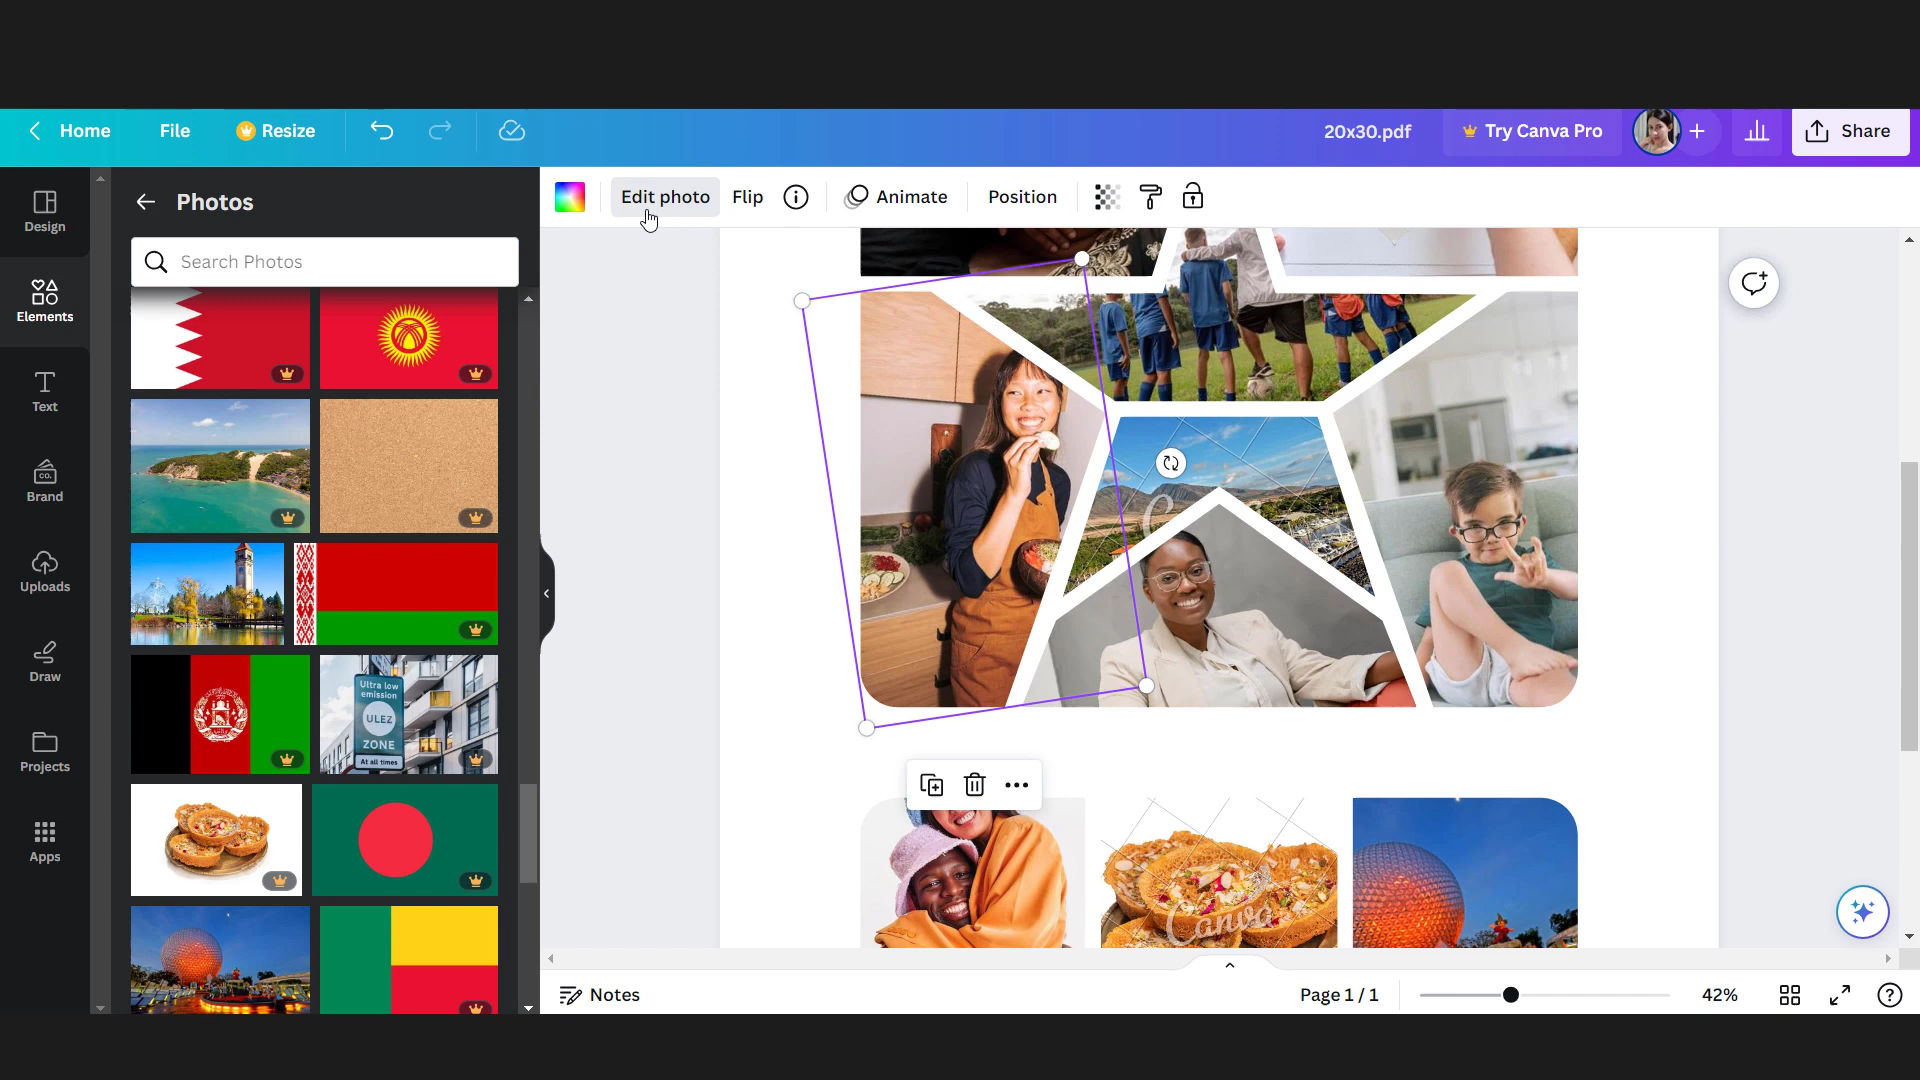 Home File Resize 20x30.pdf Try Canva Pro Share
Photos
Edit photo Flip Animate Position
Design
Search Photos
Elements
Text
CO.
Brand
Uploads
Ultra low
emission
ULEZ
ZONE
At all times
Draw
Projects
Apps
Canva
Notes Page 1 / 1 42%